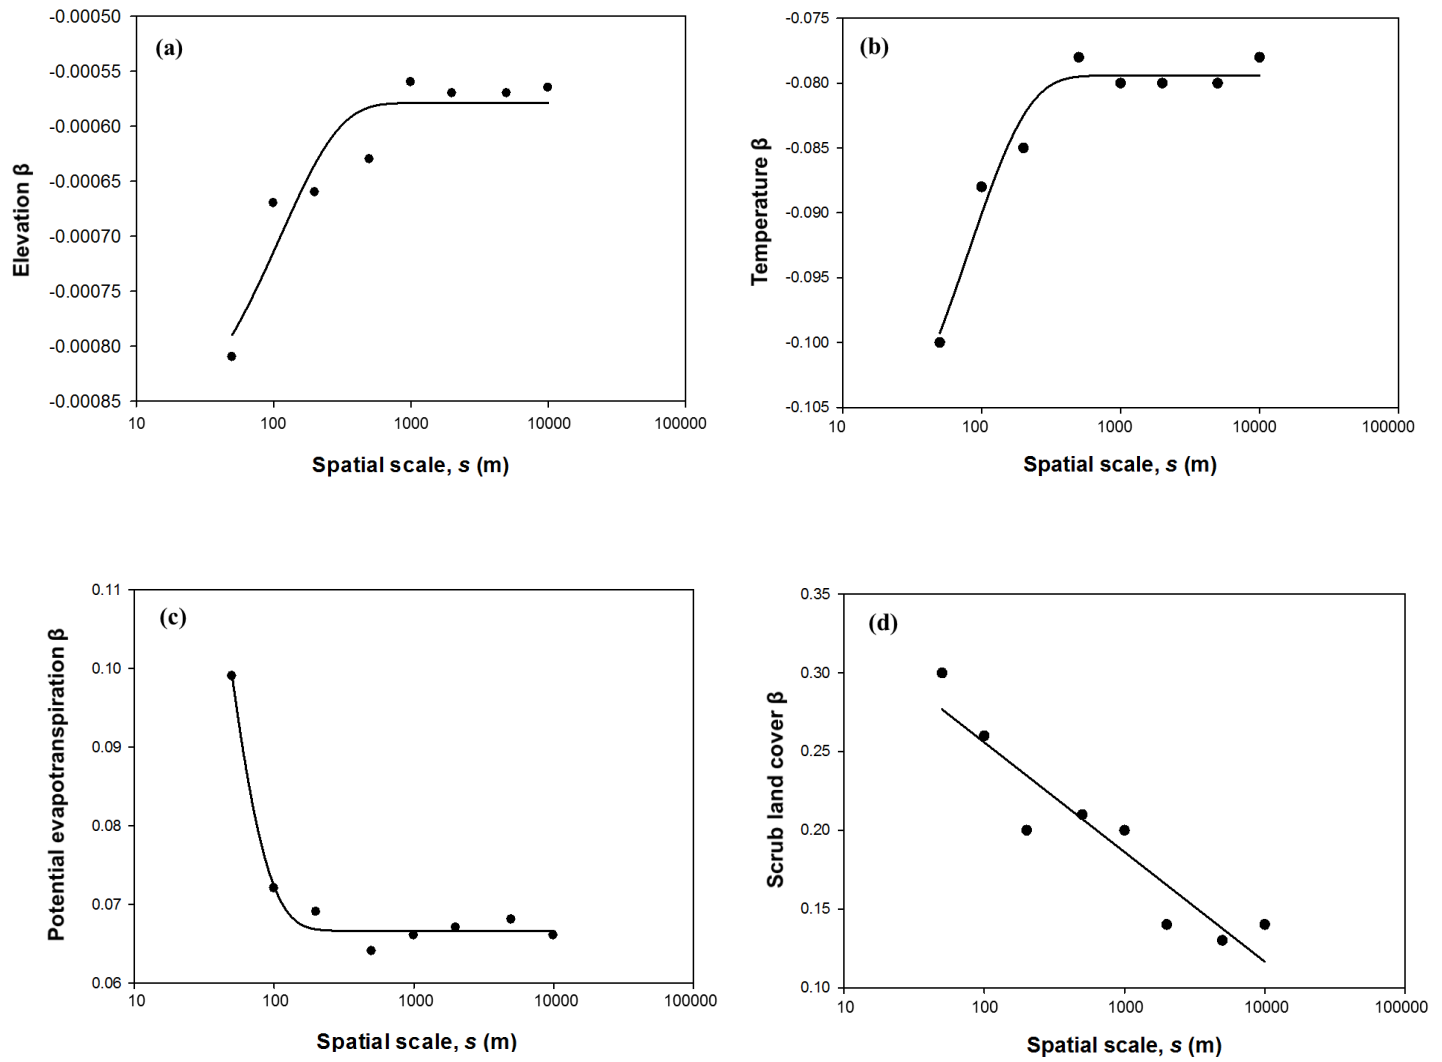 (a)
Elevation β
-0.00050
-0.00055
-0.00060
-0.00065
-0.00070
-0.00075
-0.00080
-0.00085
10 100 1000 10000 100000
Spatial scale, s (m)
(b)
Temperature β
-0.075
-0.080
-0.085
-0.090
-0.095
-0.100
-0.105
10 100 1000 10000 100000
Spatial scale, s (m)
(c)
Potential evapotranspiration β
0.11
0.10
0.09
0.08
0.07
0.06
10 100 1000 10000 100000
Spatial scale, s (m)
(d)
Scrub land cover β
0.35
0.30
0.25
0.20
0.15
0.10
10 100 1000 10000 100000
Spatial scale, s (m)